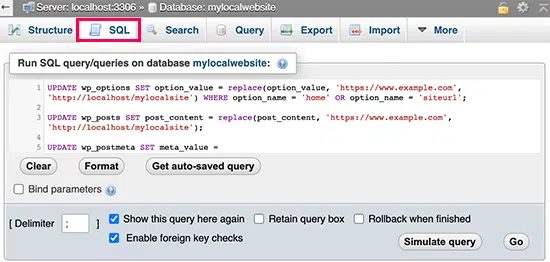 Server: localhost:3306 » Database: mylocalwebsite
Structure SQL Search Query Export Import More
Run SQL query/queries on database mylocalwebsite:
1 UPDATE wp_options SET option_value = replace(option_value, 'https://www.example.com',
'http://localhost/mylocalsite') WHERE option_name = 'home' OR option_name = 'siteurl';
2
3 UPDATE wp_posts SET post_content = replace(post_content, 'https://www.example.com',
'http://localhost/mylocalsite');
4
5 UPDATE wp_postmeta SET meta_value =
Clear Format Get auto-saved query
Bind parameters
[ Delimiter ; ] Show this query here again Retain query box Rollback when finished
Enable foreign key checks
Simulate query Go